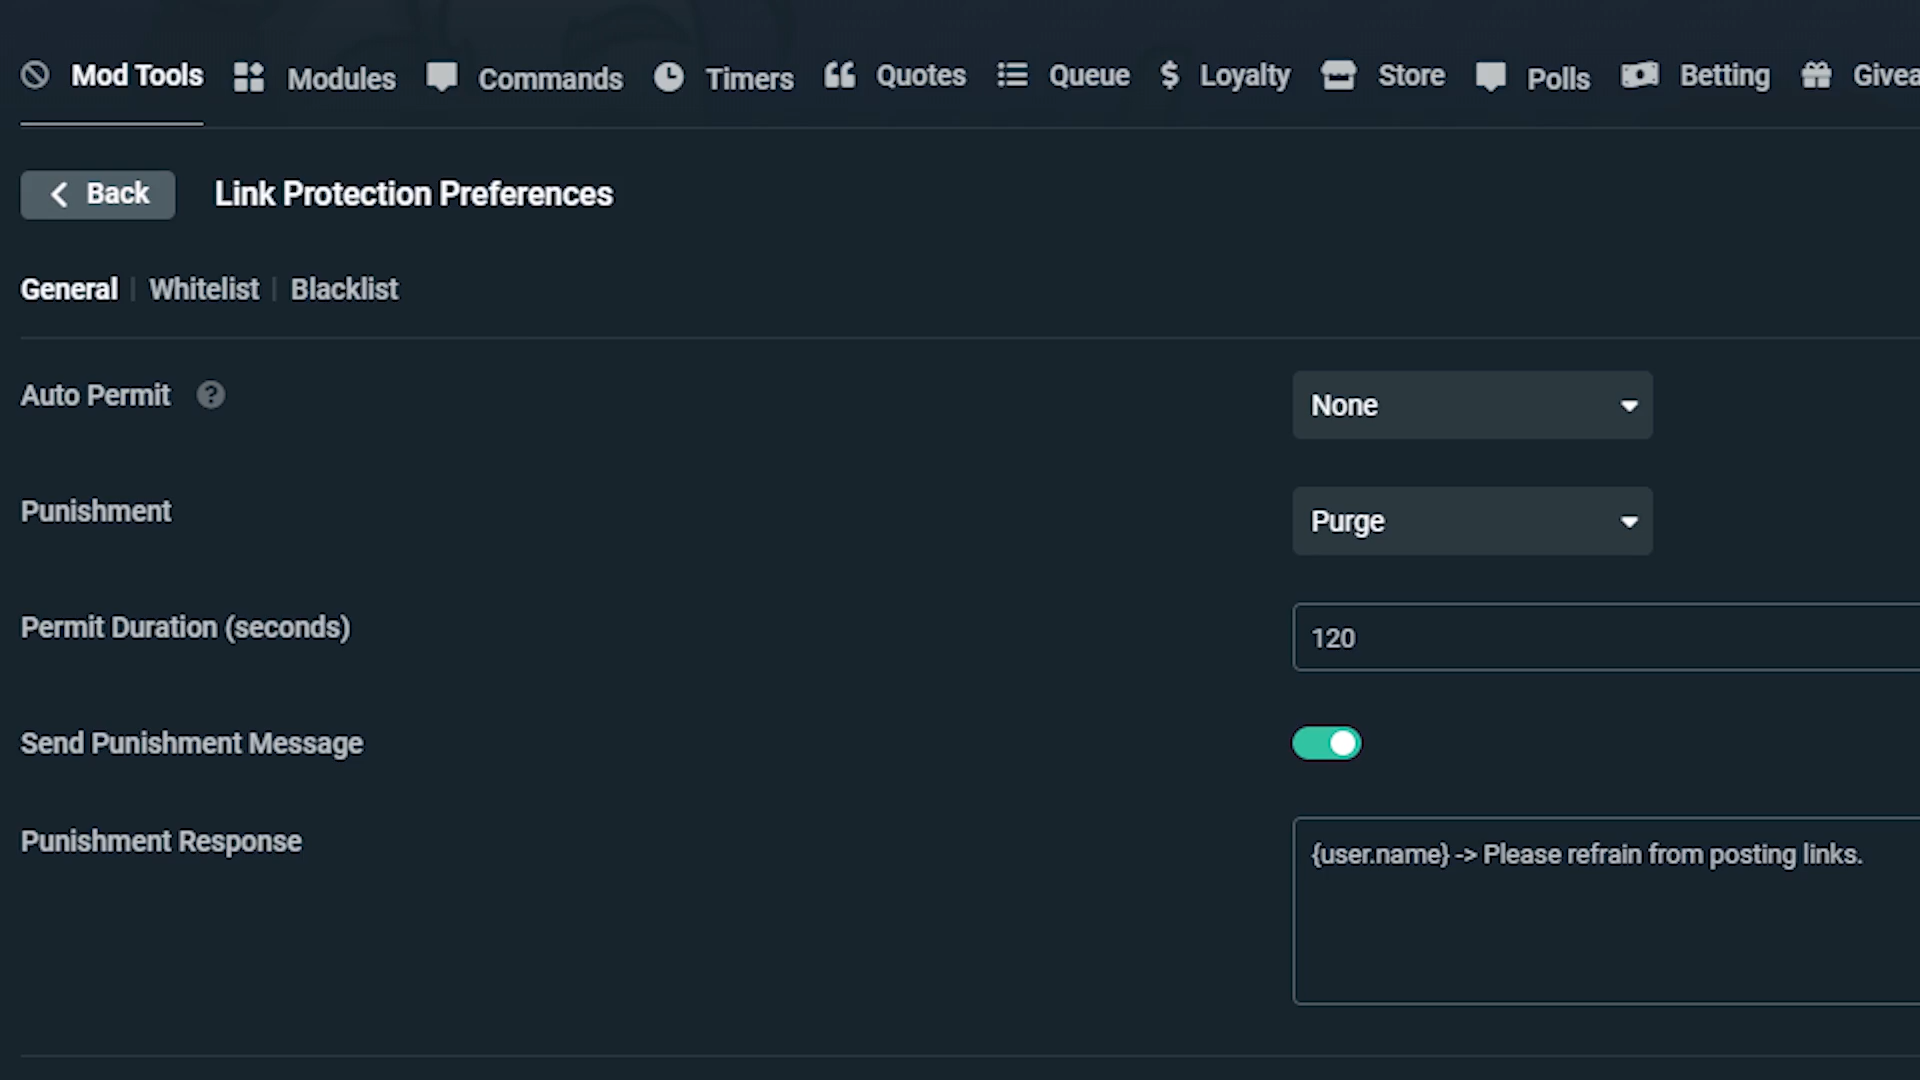 Mod Tools Modules Commands Timers Quotes Queue Loyalty Store Polls Betting Givea
Back Link Protection Preferences
General Whitelist Blacklist
Auto Permit ? None
Punishment Purge
Permit Duration (seconds) 120
Send Punishment Message
Punishment Response {user.name} -> Please refrain from posting links.